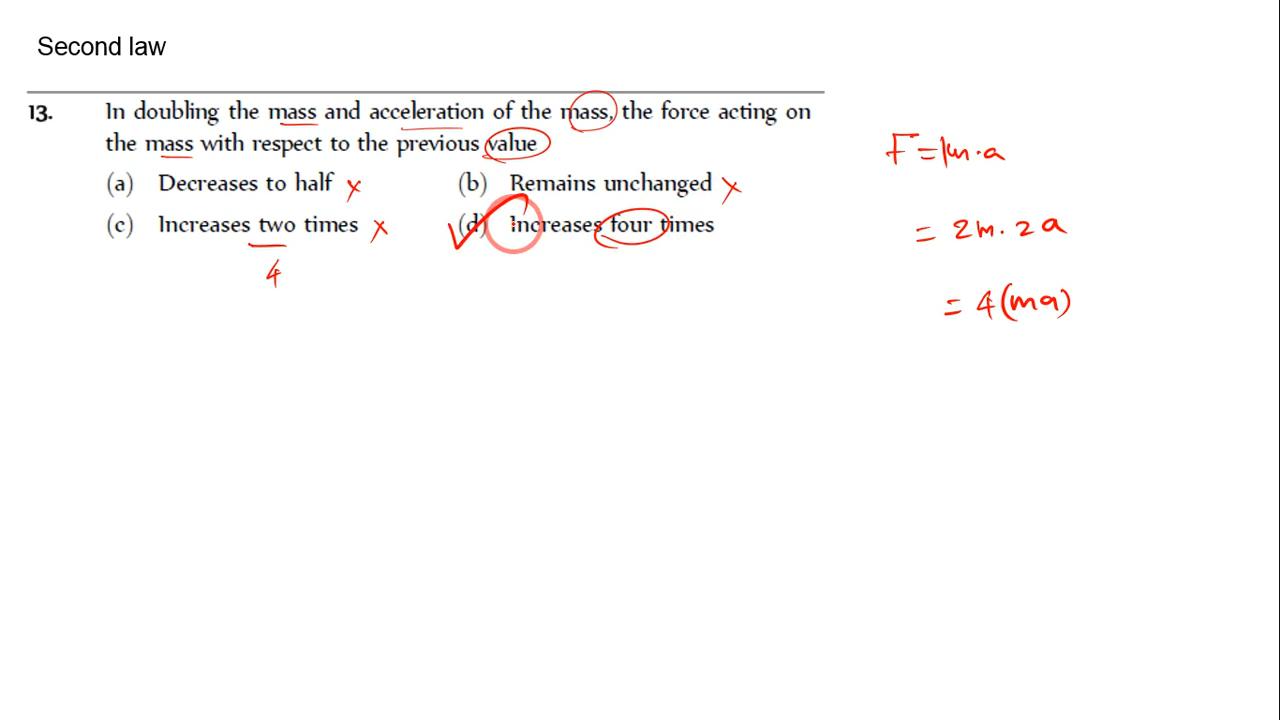 Second law
13. In doubling the mass and acceleration of the mass, the force acting on
the mass with respect to the previous value
(a) Decreases to half x (b) Remains unchanged x
(c) Increases two times x (d) Increases four times
4
F = m·a
= 2m·2a
= 4(ma)